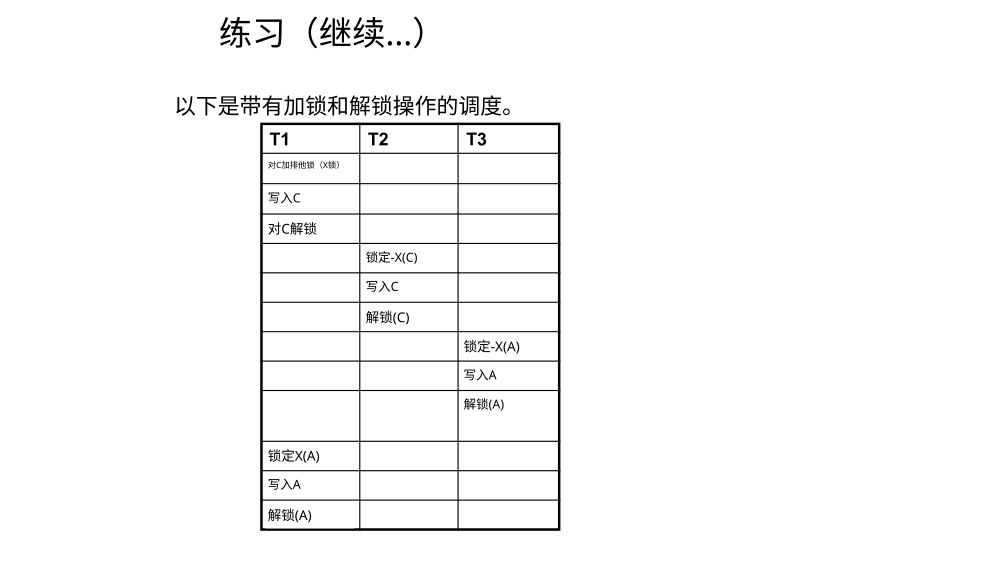 练习（继续...）
以下是带有加锁和解锁操作的调度。
T1 T2 T3
对C加排他锁（X锁）
写入C
对C解锁
锁定-X(C)
写入C
解锁(C)
锁定-X(A)
写入A
解锁(A)
锁定X(A)
写入A
解锁(A)